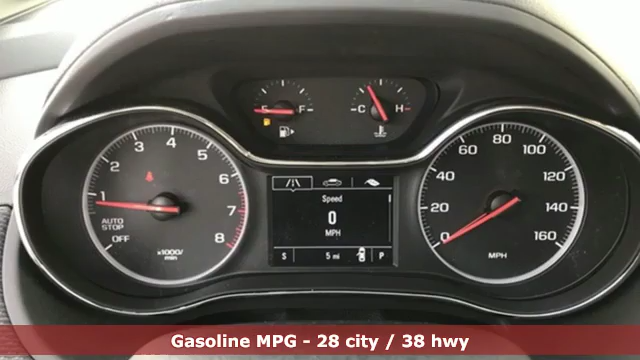 E F
C H
1 2 3 4 5 6 7 8
AUTO
STOP
OFF
x1000/
min
Speed
0
MPH
S 5 mi P
0 20 40 60 80 100 120 140 160
MPH
Gasoline MPG - 28 city / 38 hwy